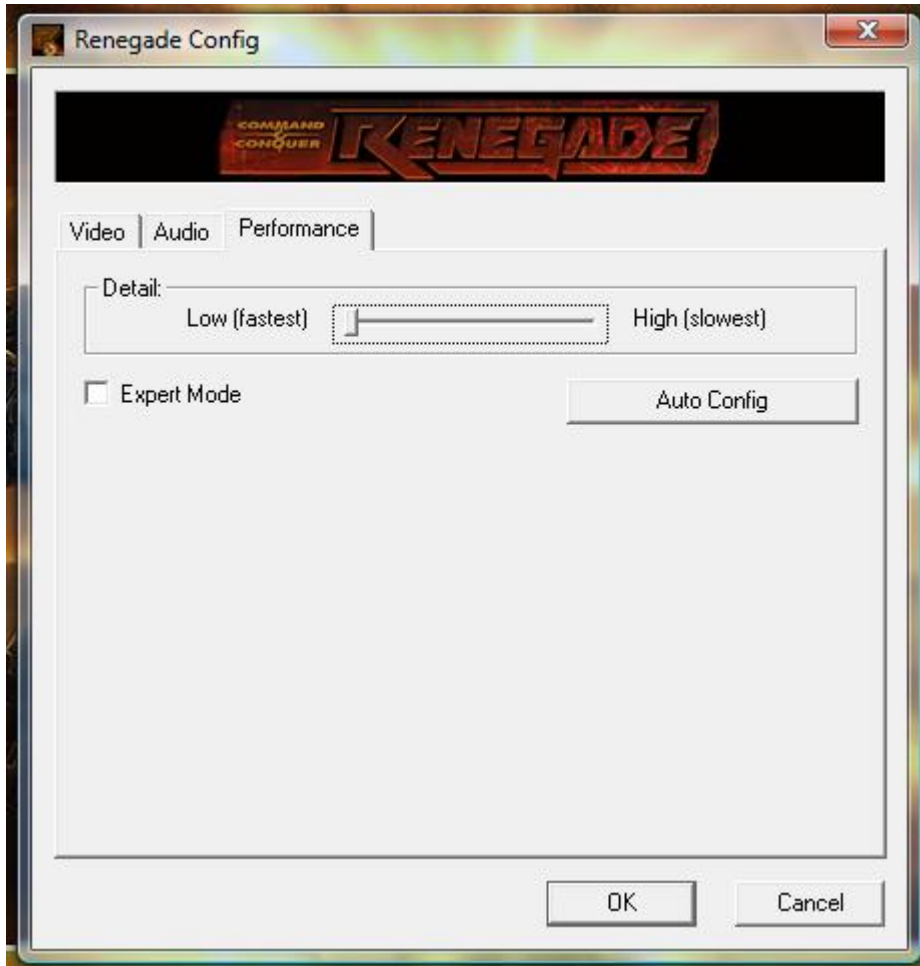 Renegade Config
COMMAND & CONQUER RENEGADE
Video Audio Performance
Detail:
Low (fastest) High (slowest)
Expert Mode Auto Config
OK Cancel